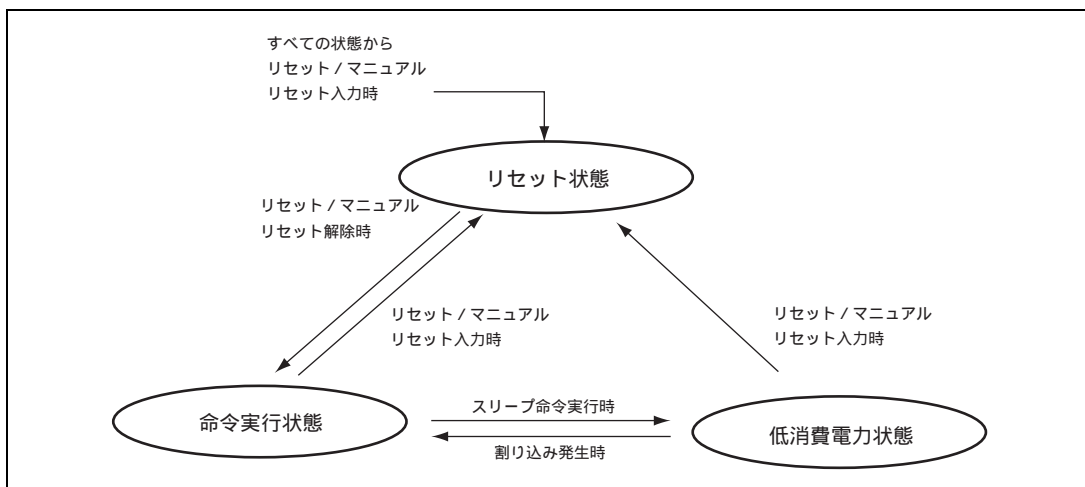 すべての状態から
リセット / マニュアル
リセット入力時
リセット状態
リセット / マニュアル
リセット解除時
リセット / マニュアル
リセット入力時
リセット / マニュアル
リセット入力時
命令実行状態
スリープ命令実行時
割り込み発生時
低消費電力状態